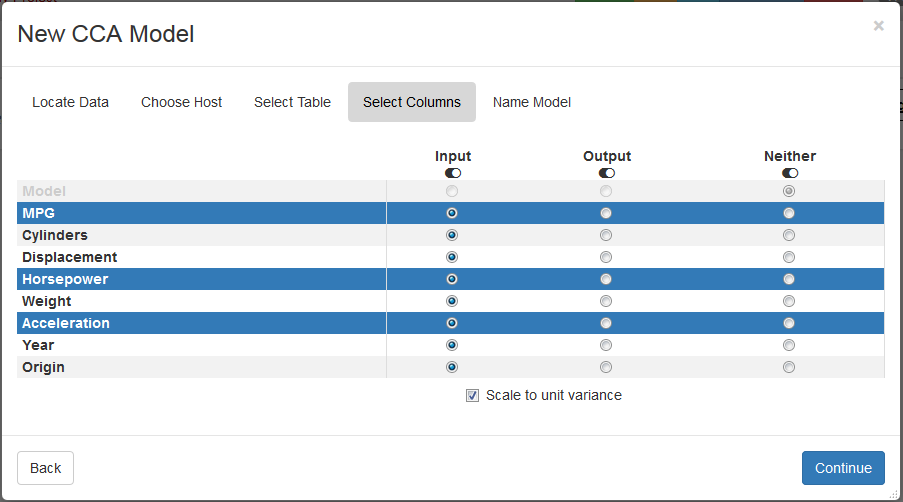 New CCA Model
×
Locate Data Choose Host Select Table Select Columns Name Model
Input Output Neither
Model
MPG
Cylinders
Displacement
Horsepower
Weight
Acceleration
Year
Origin
Scale to unit variance
Back Continue